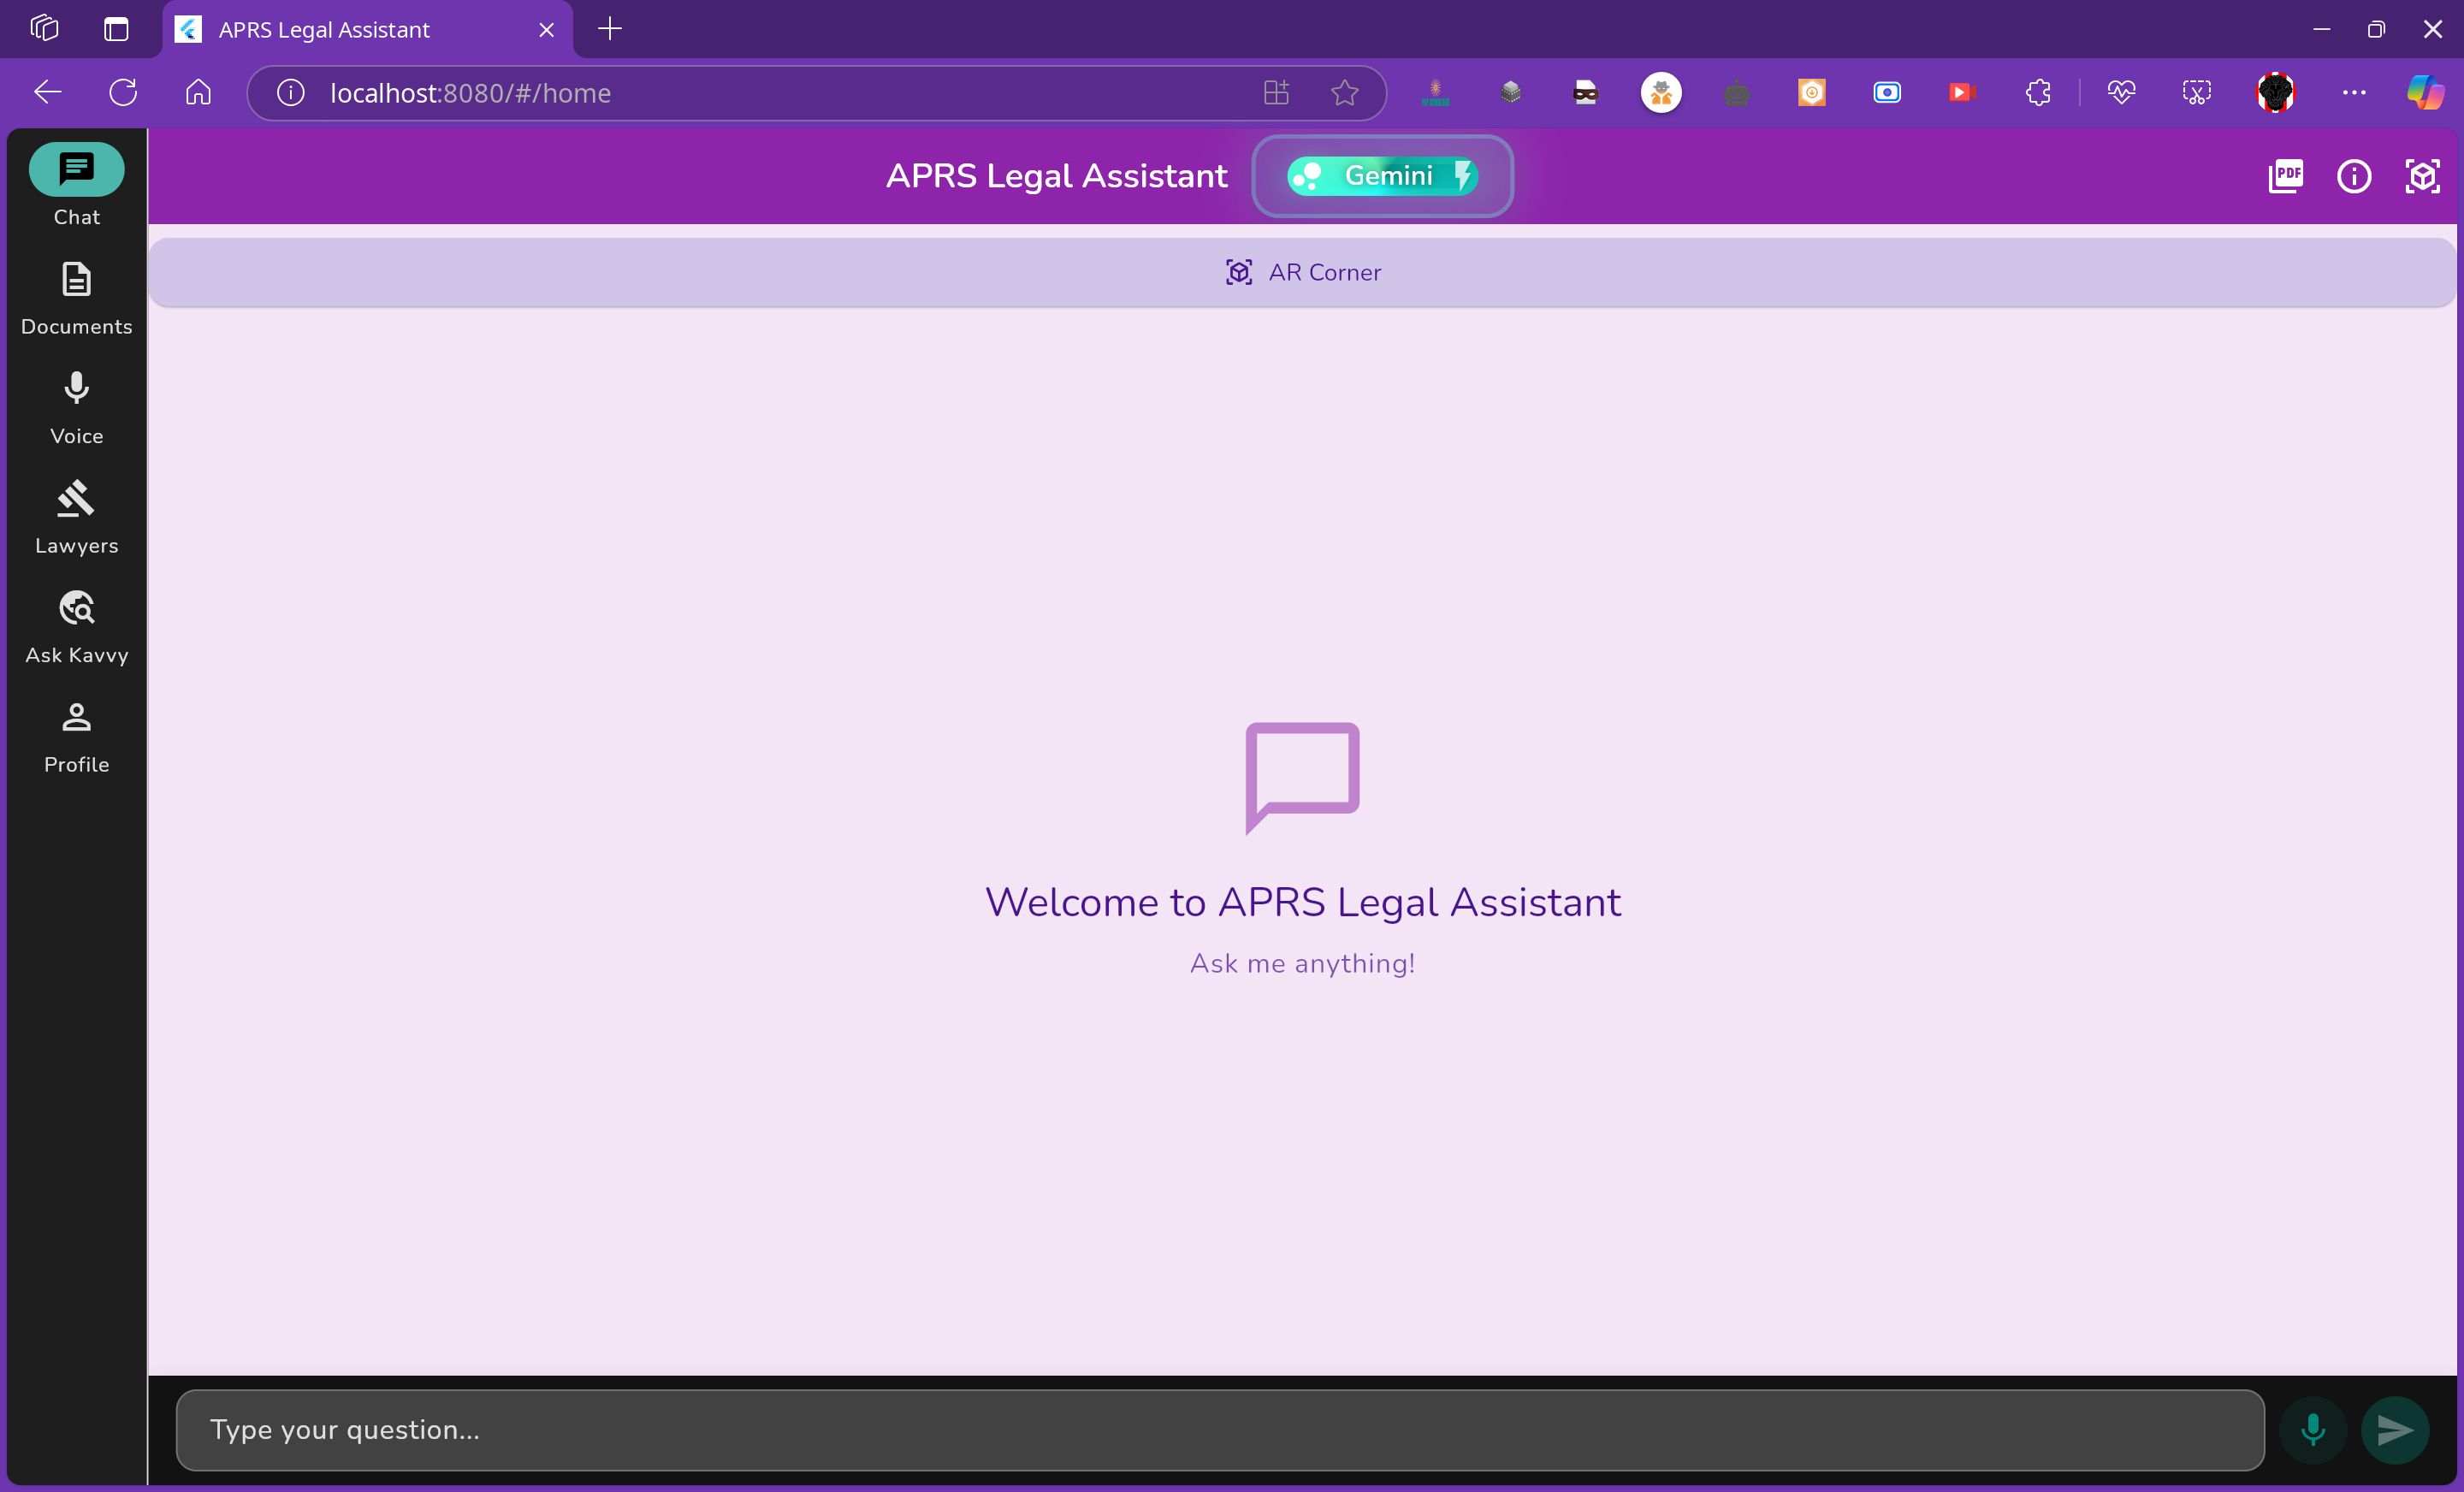 APRS Legal Assistant
localhost:8080/#/home
APRS Legal Assistant
Gemini
PDF
AR Corner
Chat
Documents
Voice
Lawyers
Ask Kavvy
Profile
Welcome to APRS Legal Assistant
Ask me anything!
Type your question...